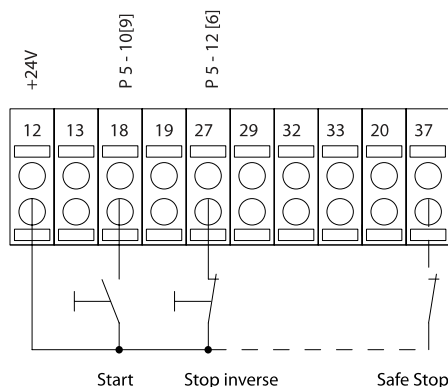 +24V
P 5 - 10[9]
P 5 - 12 [6]
12 13 18 19 27 29 32 33 20 37
Start Stop inverse Safe Stop